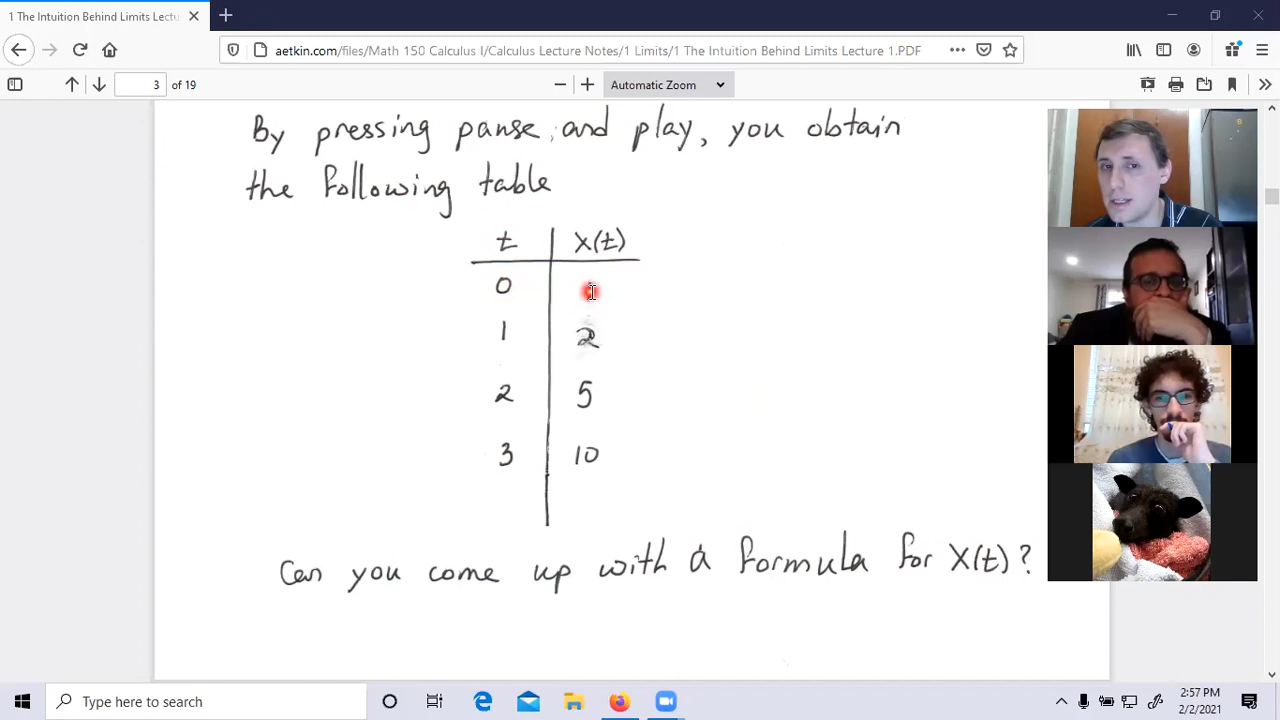 1 The Intuition Behind Limits Lectu
aetkin.com/files/Math 150 Calculus I/Calculus Lecture Notes/1 Limits/1 The Intuition Behind Limits Lecture 1.PDF
3 of 19
Automatic Zoom
By pressing pause, and play, you obtain
the following table
t X(t)
0
1 2
2 5
3 10
Can you come up with a formula for X(t)?
Type here to search
2:57 PM
2/2/2021